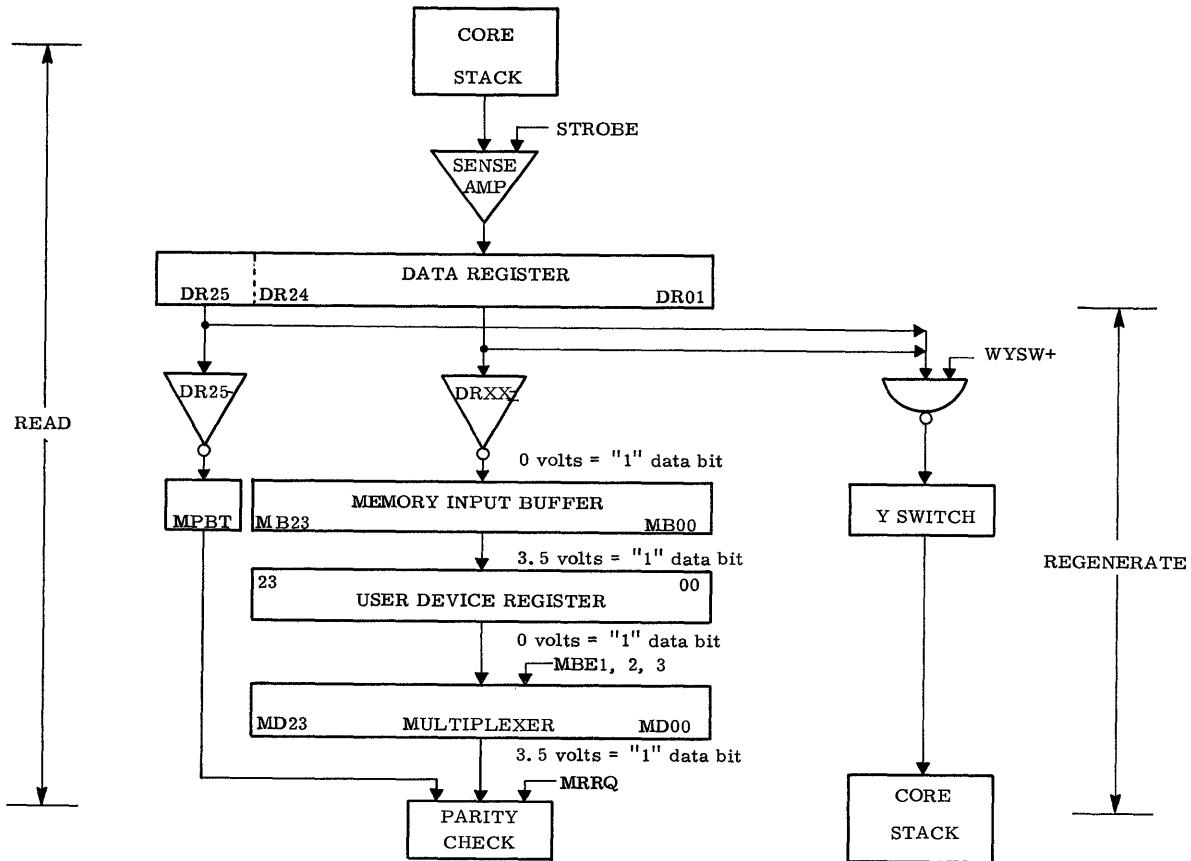 CORE
STACK
STROBE
SENSE
AMP
DATA REGISTER
DR25 DR24 DR01
WYSW+
DR25- DRXX-
READ
0 volts = "1" data bit
MEMORY INPUT BUFFER
MPBT MB23 MB00
Y SWITCH
3.5 volts = "1" data bit
REGENERATE
23 00
USER DEVICE REGISTER
0 volts = "1" data bit
MBE1, 2, 3
MD23 MULTIPLEXER MD00
3.5 volts = "1" data bit
MRRQ
PARITY
CHECK
CORE
STACK